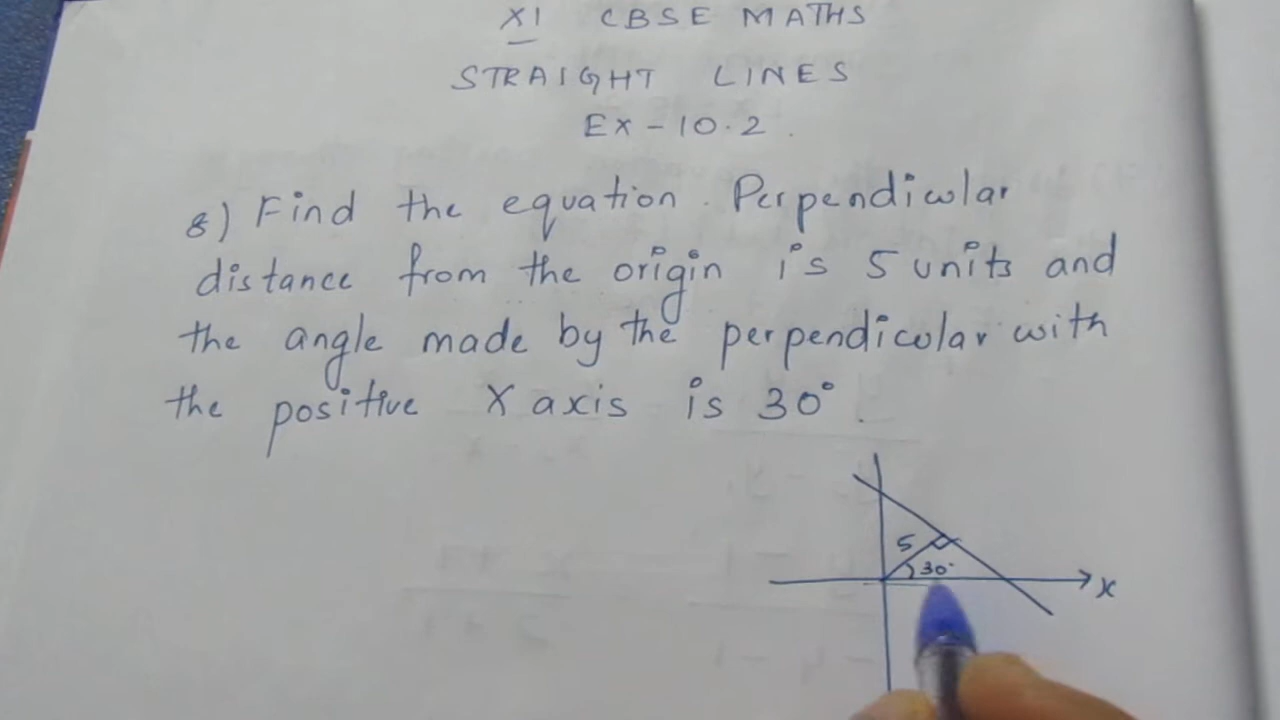 XI CBSE MATHS
STRAIGHT LINES
EX - 10.2.
8) Find the equation. Perpendicular
distance from the origin is 5 units and
the angle made by the perpendicular with
the positive X axis is 30°.
5
30°
x